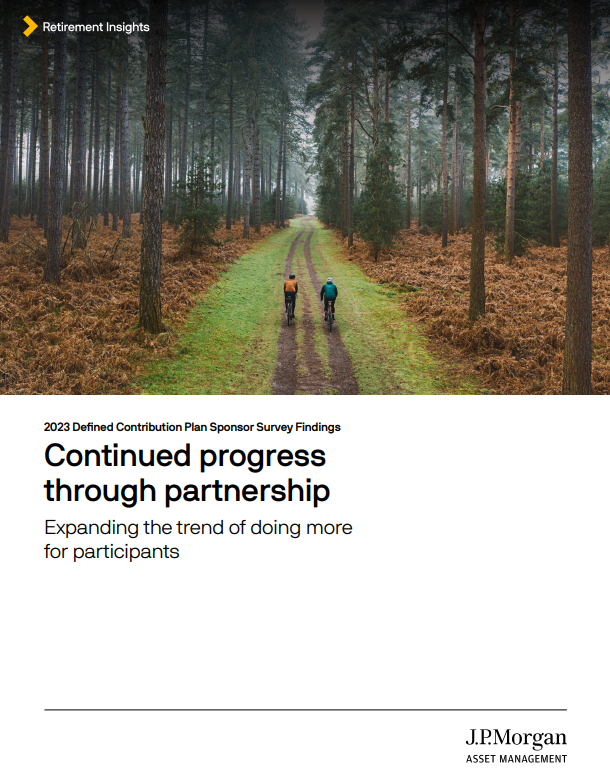 Retirement Insights
2023 Defined Contribution Plan Sponsor Survey Findings
Continued progress
through partnership
Expanding the trend of doing more
for participants
J.P.Morgan
ASSET MANAGEMENT